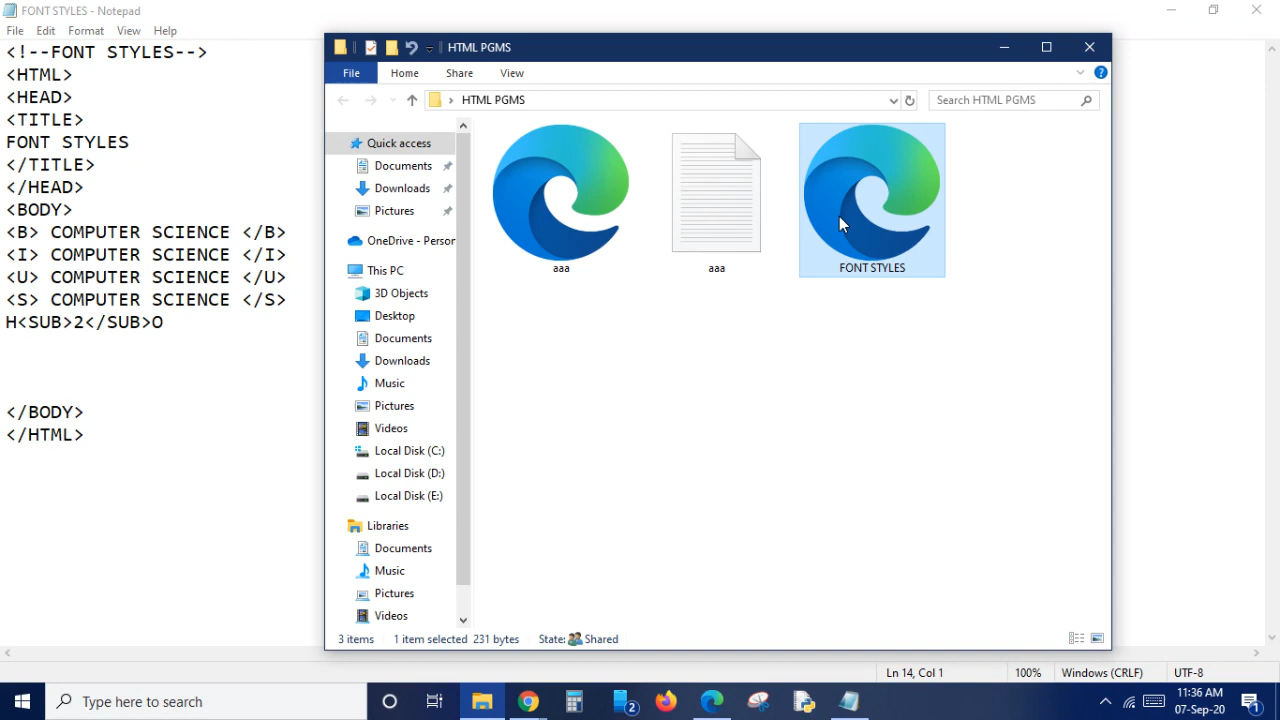 FONT STYLES - Notepad
File Edit Format View Help
<!--FONT STYLES-->
<HTML>
<HEAD>
<TITLE>
FONT STYLES
</TITLE>
</HEAD>
<BODY>
<B> COMPUTER SCIENCE </B>
<I> COMPUTER SCIENCE </I>
<U> COMPUTER SCIENCE </U>
<S> COMPUTER SCIENCE </S>
H<SUB>2</SUB>O
</BODY>
</HTML>
HTML PGMS
File Home Share View
HTML PGMS
Search HTML PGMS
Quick access
Documents
Downloads
Pictures
OneDrive - Person
This PC
3D Objects
Desktop
Documents
Downloads
Music
Pictures
Videos
Local Disk (C:)
Local Disk (D:)
Local Disk (E:)
Libraries
Documents
Music
Pictures
Videos
aaa
aaa
FONT STYLES
3 items 1 item selected 231 bytes State: Shared
Ln 14, Col 1 100% Windows (CRLF) UTF-8
Type here to search
2
11:36 AM
07-Sep-20
1